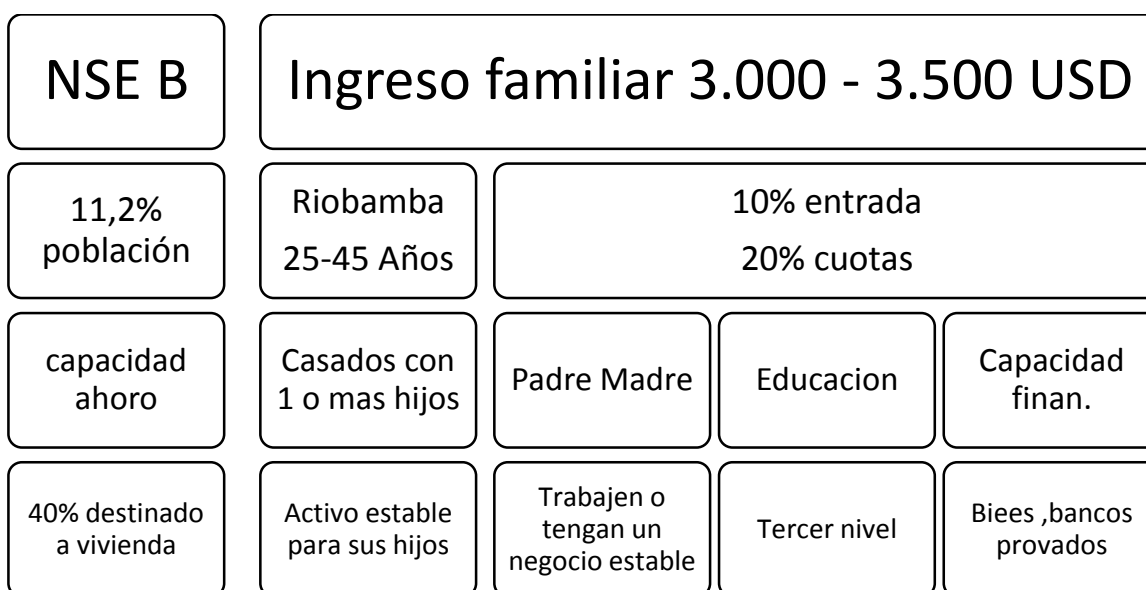 NSE B
Ingreso familiar 3.000 - 3.500 USD
11,2%
población
Riobamba
25-45 Años
10% entrada
20% cuotas
capacidad
ahoro
Casados con
1 o mas hijos
Padre Madre
Educacion
Capacidad
finan.
40% destinado
a vivienda
Activo estable
para sus hijos
Trabajen o
tengan un
negocio estable
Tercer nivel
Biees ,bancos
provados